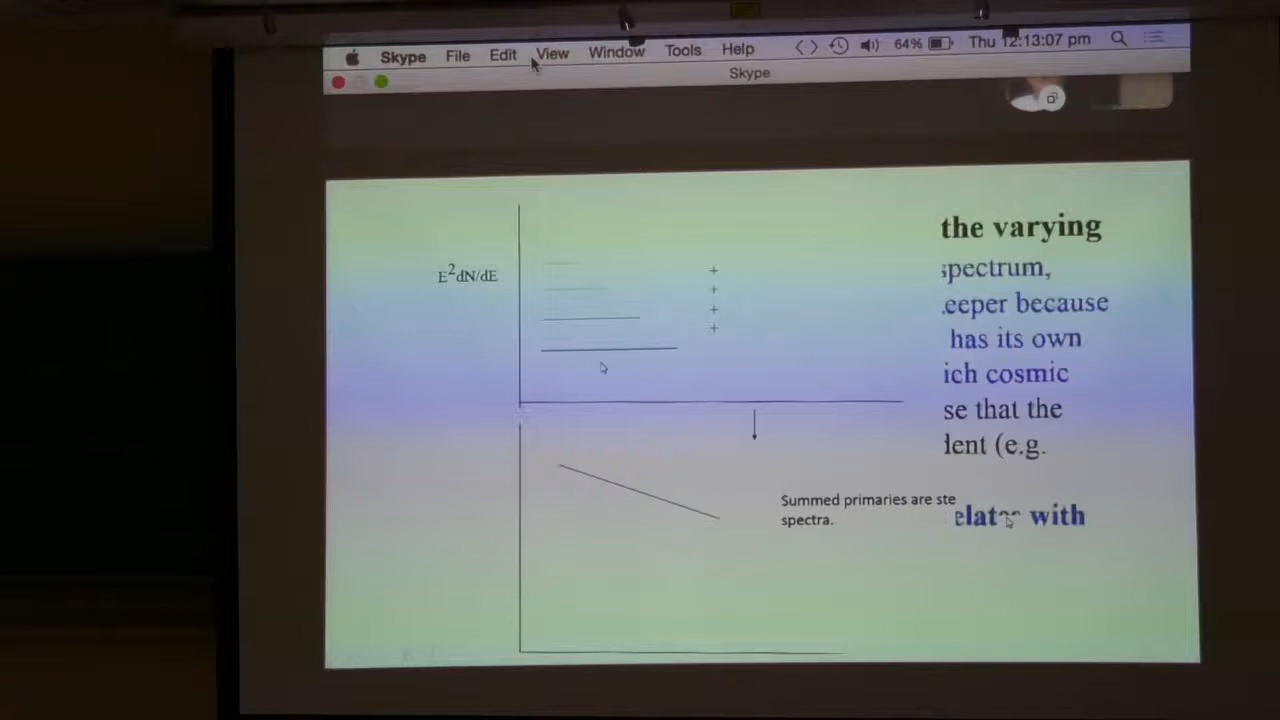 Skype File Edit View Window Tools Help 64% Thu 12:13:07 pm
Skype
the varying
spectrum,
E²dN/dE
+
+
eeper because
+
+
has its own
ich cosmic
se that the
lent (e.g.
Summed primaries are ste
spectra.
with